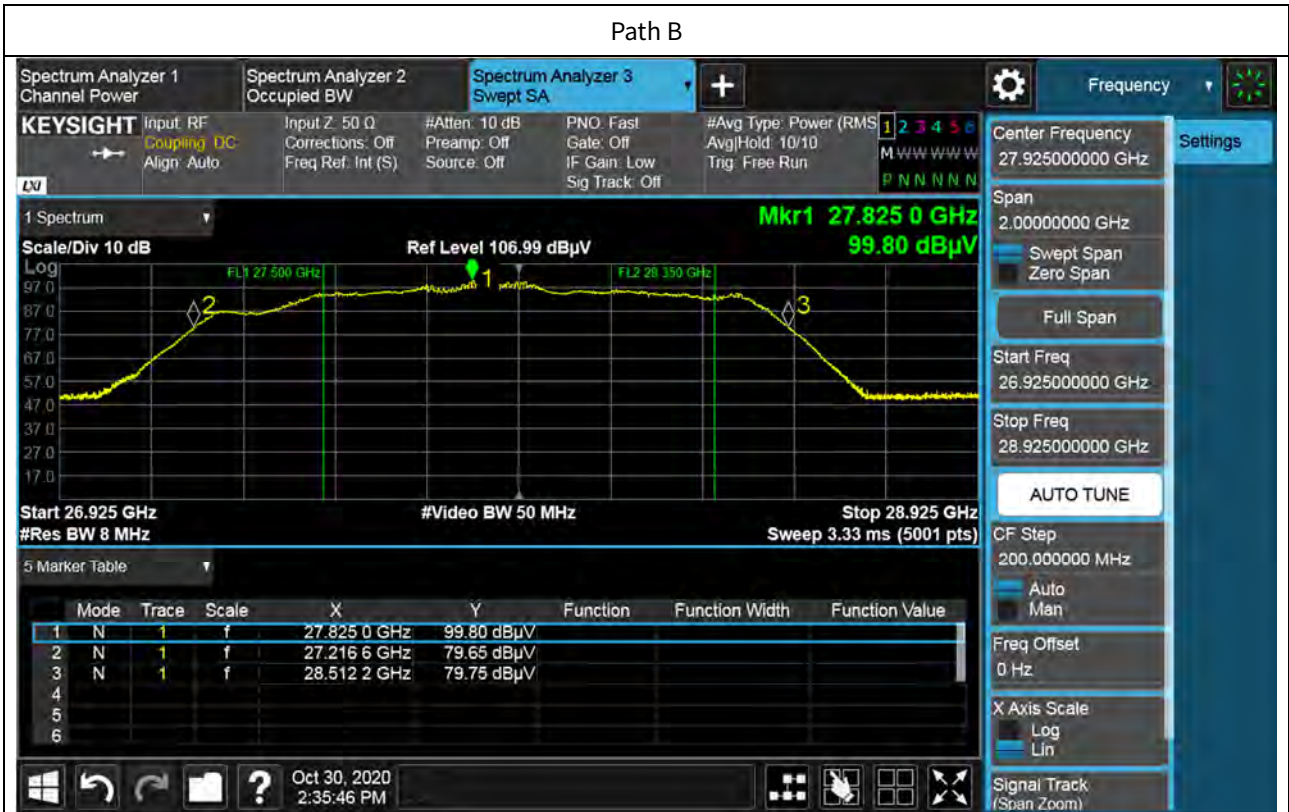 Path B
Spectrum Analyzer 1
Channel Power
Spectrum Analyzer 2
Occupied BW
Spectrum Analyzer 3
Swept SA
Frequency
KEYSIGHT
Input: RF
Coupling: DC
Align: Auto
Input Z: 50 Ω
Corrections: Off
Freq Ref: Int (S)
#Atten: 10 dB
Preamp: Off
Source: Off
PNO: Fast
Gate: Off
IF Gain: Low
Sig Track: Off
#Avg Type: Power (RMS
Avg|Hold: 10/10
Trig: Free Run
1 2 3 4 5 6
M W W W W W
P N N N N N
LXI
1 Spectrum
Mkr1 27.825 0 GHz
Scale/Div 10 dB
Ref Level 106.99 dBµV
99.80 dBµV
Log
FL1 27.500 GHz
FL2 28.350 GHz
97.0
87.0
77.0
67.0
57.0
47.0
37.0
27.0
17.0
1
2
3
Start 26.925 GHz
#Video BW 50 MHz
Stop 28.925 GHz
#Res BW 8 MHz
Sweep 3.33 ms (5001 pts)
5 Marker Table
Mode Trace Scale X Y Function Function Width Function Value
1 N 1 f 27.825 0 GHz 99.80 dBµV
2 N 1 f 27.216 6 GHz 79.65 dBµV
3 N 1 f 28.512 2 GHz 79.75 dBµV
4
5
6
Oct 30, 2020
2:35:46 PM
?
Settings
Center Frequency
27.925000000 GHz
Span
2.00000000 GHz
Swept Span
Zero Span
Full Span
Start Freq
26.925000000 GHz
Stop Freq
28.925000000 GHz
AUTO TUNE
CF Step
200.000000 MHz
Auto
Man
Freq Offset
0 Hz
X Axis Scale
Log
Lin
Signal Track
(Span Zoom)